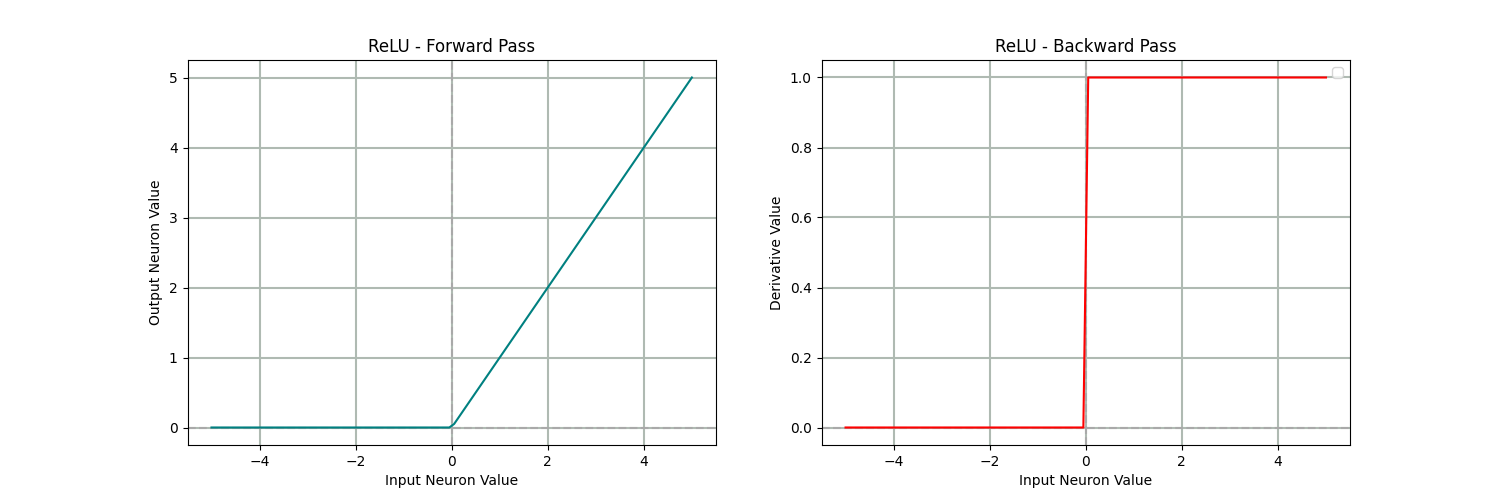 ReLU - Forward Pass
Output Neuron Value
5
4
3
2
1
0
−4 −2 0 2 4
Input Neuron Value
ReLU - Backward Pass
Derivative Value
1.0
0.8
0.6
0.4
0.2
0.0
−4 −2 0 2 4
Input Neuron Value